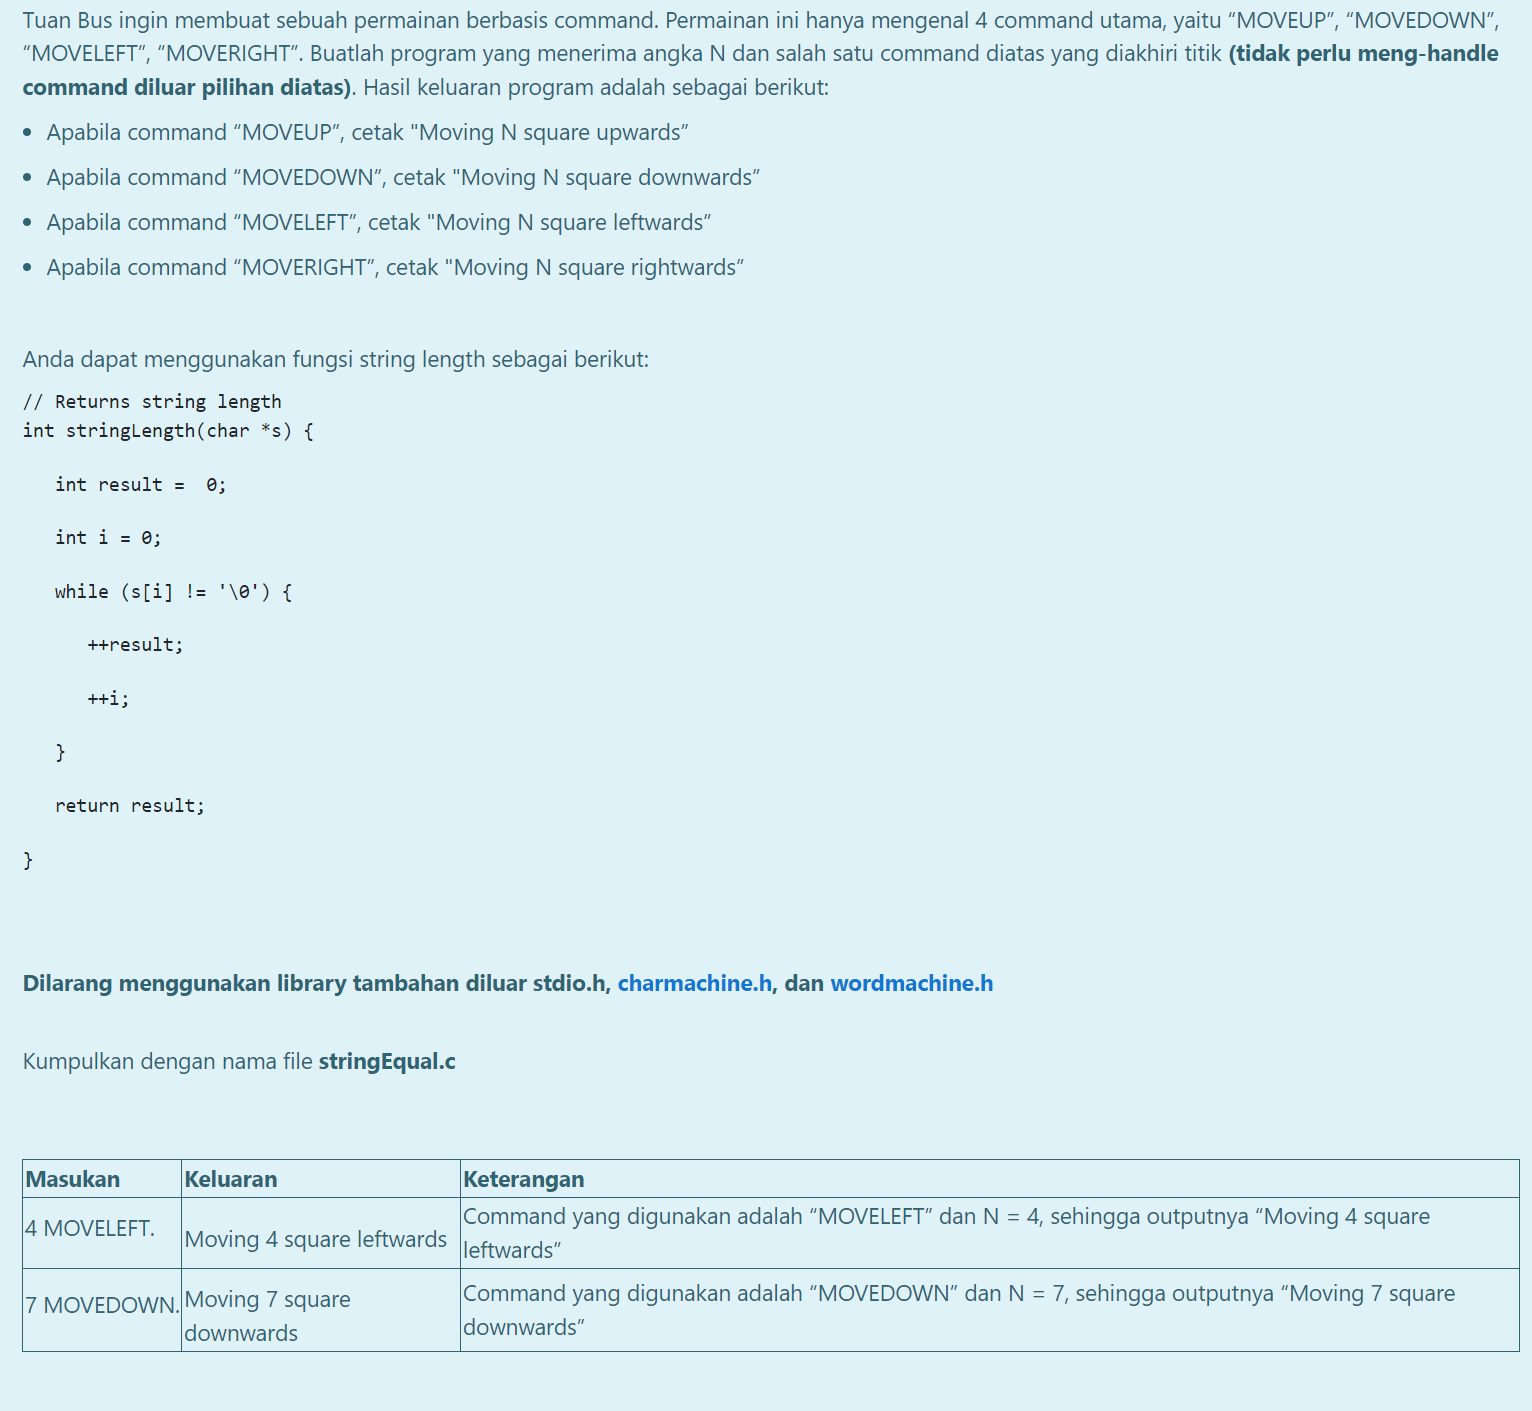 Tuan Bus ingin membuat sebuah permainan berbasis command. Permainan ini hanya mengenal 4 command utama, yaitu “MOVEUP”, “MOVEDOWN”,
“MOVELEFT”, “MOVERIGHT”. Buatlah program yang menerima angka N dan salah satu command diatas yang diakhiri titik (tidak perlu meng-handle
command diluar pilihan diatas). Hasil keluaran program adalah sebagai berikut:
• Apabila command “MOVEUP”, cetak "Moving N square upwards”
• Apabila command “MOVEDOWN”, cetak "Moving N square downwards”
• Apabila command “MOVELEFT”, cetak "Moving N square leftwards”
• Apabila command “MOVERIGHT”, cetak "Moving N square rightwards”
Anda dapat menggunakan fungsi string length sebagai berikut:
// Returns string length
int stringLength(char *s) {
   int result =  0;
   int i = 0;
   while (s[i] != '\0') {
      ++result;
      ++i;
   }
   return result;
}
Dilarang menggunakan library tambahan diluar stdio.h, charmachine.h, dan wordmachine.h
Kumpulkan dengan nama file stringEqual.c
Masukan Keluaran Keterangan
4 MOVELEFT.
Moving 4 square leftwards
Command yang digunakan adalah “MOVELEFT” dan N = 4, sehingga outputnya “Moving 4 square
leftwards”
7 MOVEDOWN.
Moving 7 square
downwards
Command yang digunakan adalah “MOVEDOWN” dan N = 7, sehingga outputnya “Moving 7 square
downwards”